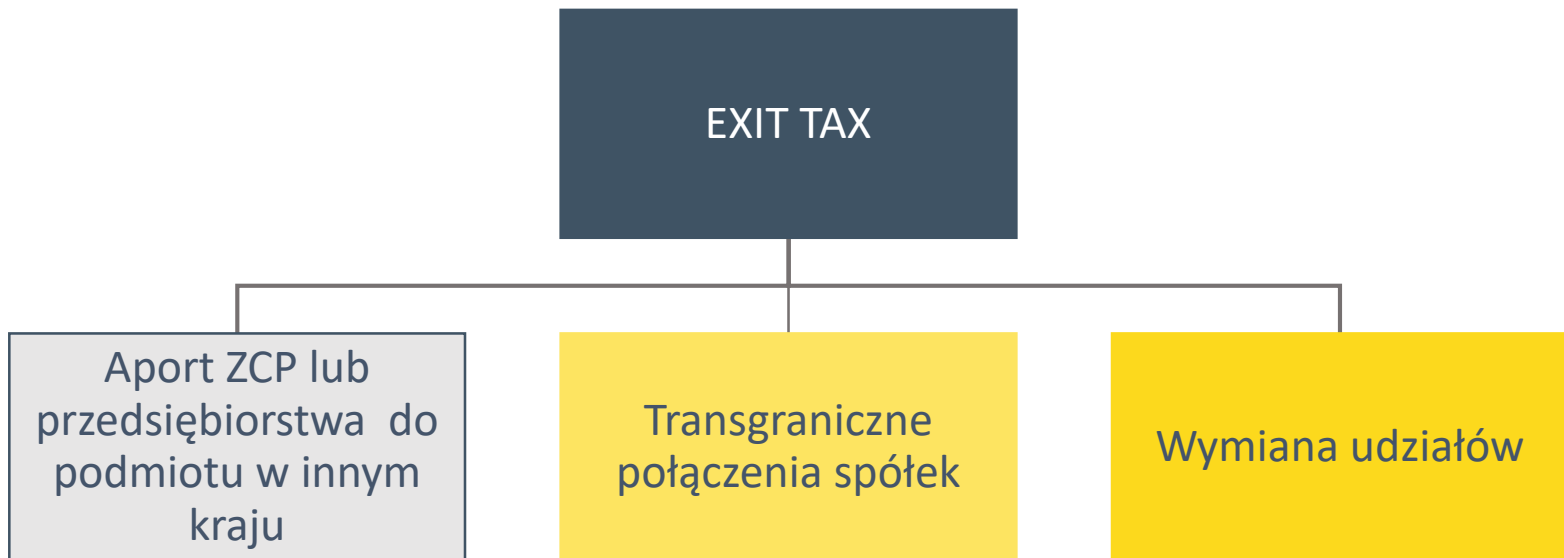 EXIT TAX
Aport ZCP lub
przedsiębiorstwa do
podmiotu w innym
kraju
Transgraniczne
połączenia spółek
Wymiana udziałów